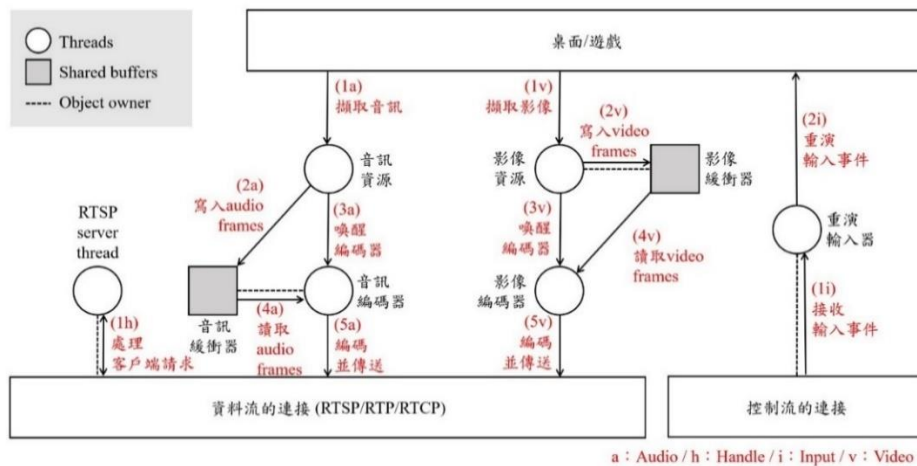 Threads
Shared buffers
Object owner
桌面/遊戲
(1a)
擷取音訊
(1v)
擷取影像
(2v)
寫入video
frames
(2i)
重演
輸入事件
音訊
資源
影像
資源
影像
緩衝器
(2a)
寫入audio
frames
(3a)
喚醒
編碼器
(3v)
喚醒
編碼器
(4v)
讀取video
frames
RTSP
server
thread
重演
輸入器
音訊
編碼器
影像
編碼器
(1h)
處理
客戶端請求
音訊
緩衝器
(4a)
讀取
audio
frames
(5a)
編碼
並傳送
(5v)
編碼
並傳送
(1i)
接收
輸入事件
資料流的連接 (RTSP/RTP/RTCP)
控制流的連接
a：Audio / h：Handle / i：Input / v：Video